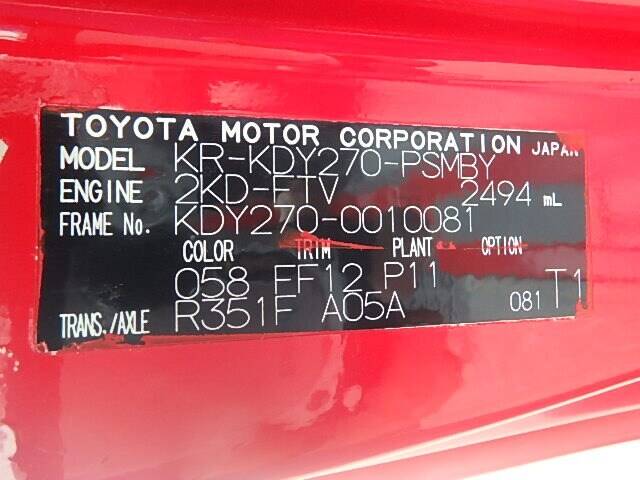 TOYOTA MOTOR CORPORATION JAPAN
MODEL KR-KDY270-PSMBY
ENGINE 2KD-FTV 2494 mL
FRAME No. KDY270-0010081
COLOR TRIM PLANT OPTION
058 FF12 P11
TRANS./AXLE R351F A05A 081 T1